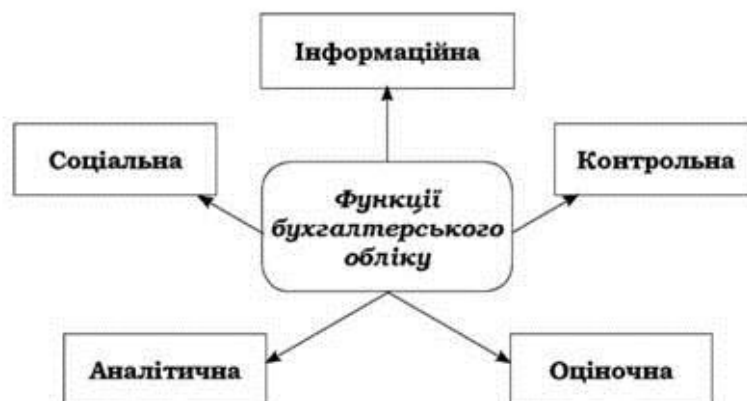 Інформаційна
Соціальна
Контрольна
Функції
бухгалтерського
обліку
Аналітична
Оціночна